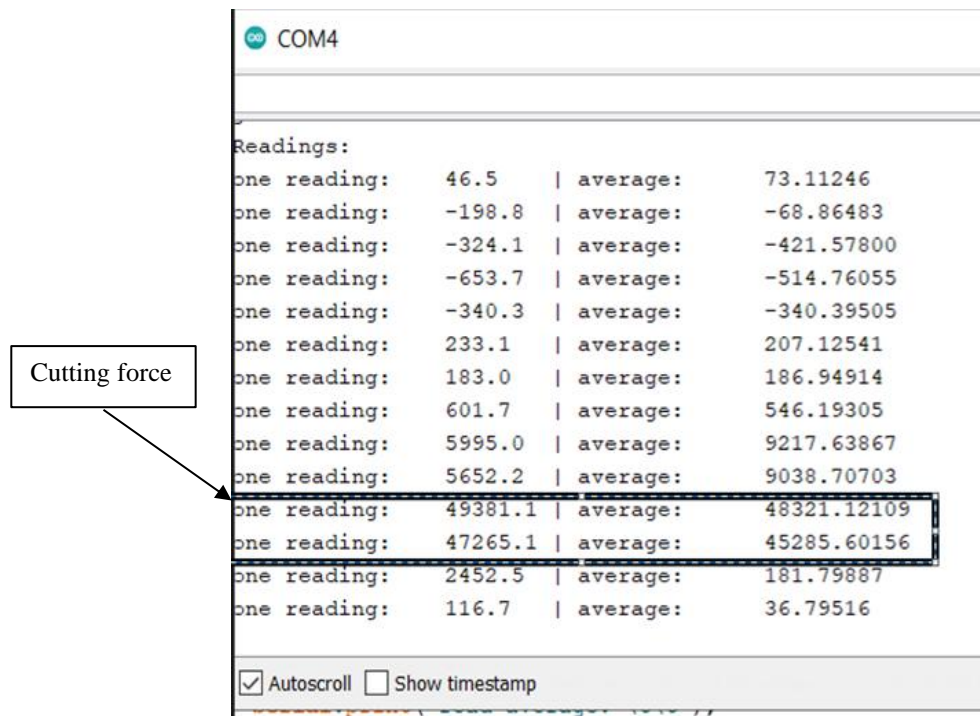 COM4
Readings:
one reading: 46.5 | average: 73.11246
one reading: -198.8 | average: -68.86483
one reading: -324.1 | average: -421.57800
one reading: -653.7 | average: -514.76055
one reading: -340.3 | average: -340.39505
one reading: 233.1 | average: 207.12541
one reading: 183.0 | average: 186.94914
one reading: 601.7 | average: 546.19305
one reading: 5995.0 | average: 9217.63867
one reading: 5652.2 | average: 9038.70703
one reading: 49381.1 | average: 48321.12109
one reading: 47265.1 | average: 45285.60156
one reading: 2452.5 | average: 181.79887
one reading: 116.7 | average: 36.79516
Cutting force
Autoscroll Show timestamp